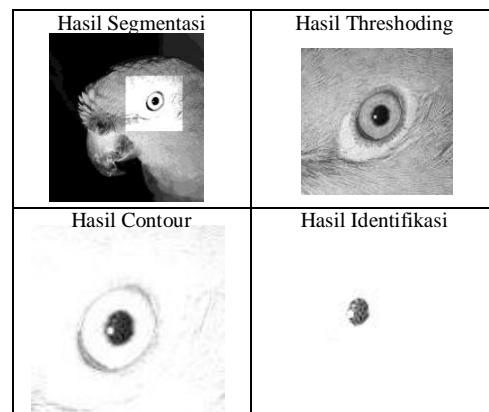 Hasil Segmentasi
Hasil Threshoding
Hasil Contour
Hasil Identifikasi